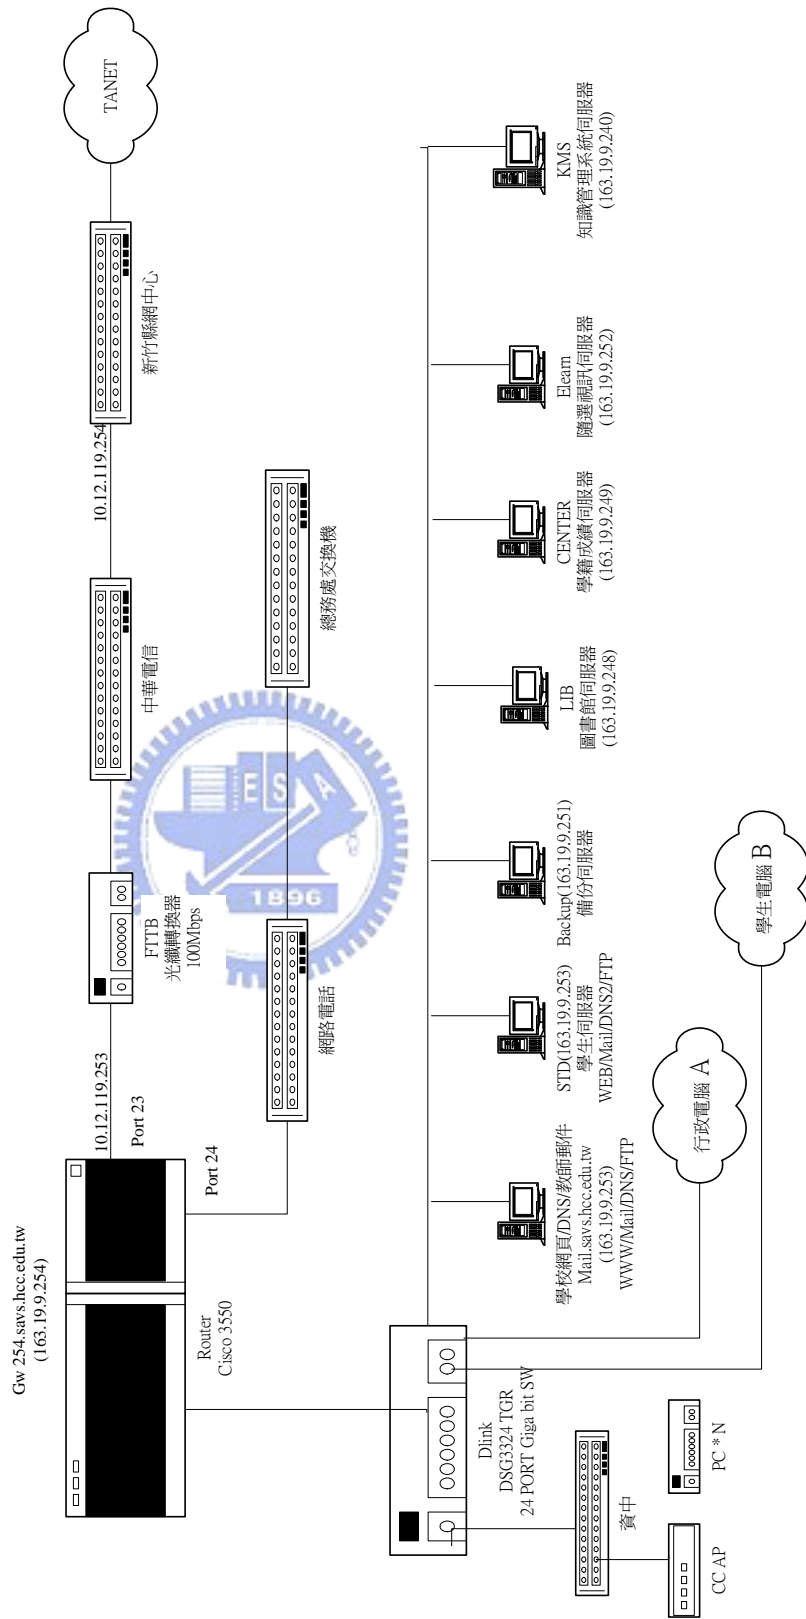 Gw 254.savs.hcc.edu.tw
(163.19.9.254)
Router
Cisco 3550
10.12.119.253
Port 23
Port 24
FTTB
光纖轉換器
100Mbps
中華電信
10.12.119.254
新竹縣網中心
TANET
網路電話
總務處交換機
ESA
1896
Dlink
DSG3324 TGR
24 PORT Giga bit SW
學校網頁/DNS/教師郵件
Mail.savs.hcc.edu.tw
(163.19.9.253)
WWW/Mail/DNS/FTP
STD(163.19.9.253)
學生伺服器
WEB/Mail/DNS2/FTP
Backup(163.19.9.251)
備份伺服器
LIB
圖書館伺服器
(163.19.9.248)
CENTER
學籍成績伺服器
(163.19.9.249)
Elearn
隨選視訊伺服器
(163.19.9.252)
KMS
知識管理系統伺服器
(163.19.9.240)
資中
行政電腦 A
學生電腦 B
CC AP
PC * N